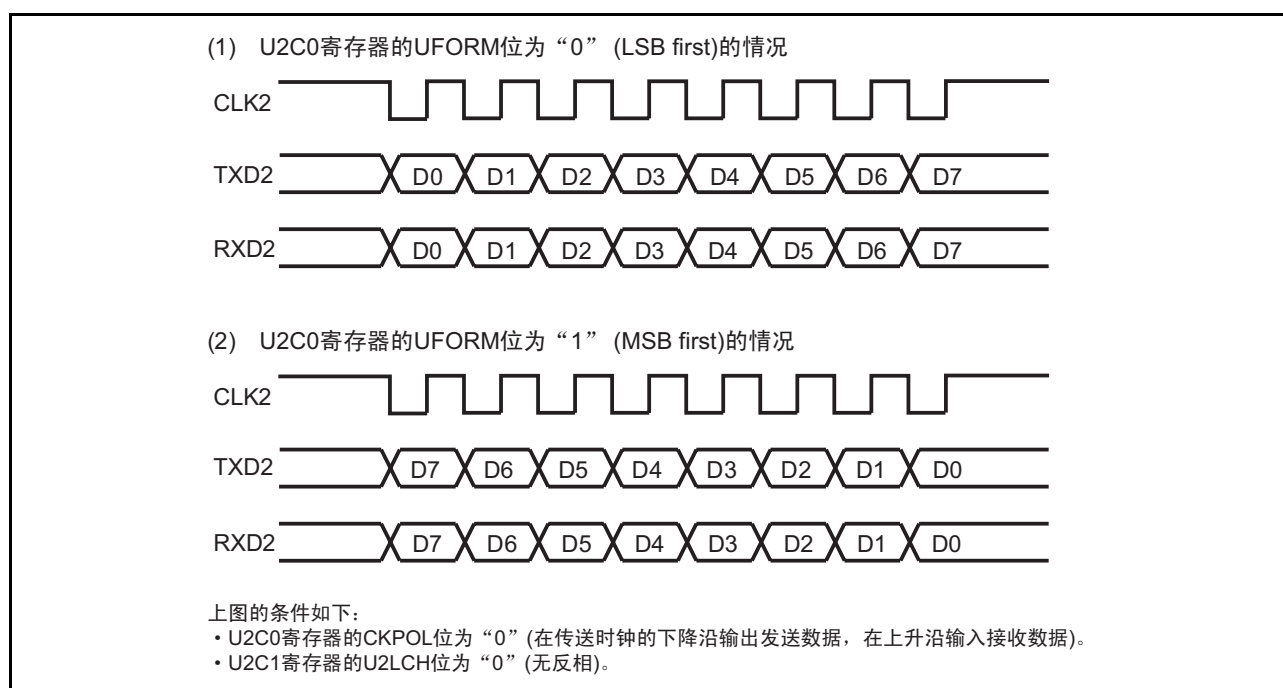 (1) U2C0寄存器的UFORM位为“0” (LSB first)的情况
CLK2
TXD2 D0 D1 D2 D3 D4 D5 D6 D7
RXD2 D0 D1 D2 D3 D4 D5 D6 D7
(2) U2C0寄存器的UFORM位为“1” (MSB first)的情况
CLK2
TXD2 D7 D6 D5 D4 D3 D2 D1 D0
RXD2 D7 D6 D5 D4 D3 D2 D1 D0
上图的条件如下：
・U2C0寄存器的CKPOL位为“0”(在传送时钟的下降沿输出发送数据，在上升沿输入接收数据)。
・U2C1寄存器的U2LCH位为“0”(无反相)。